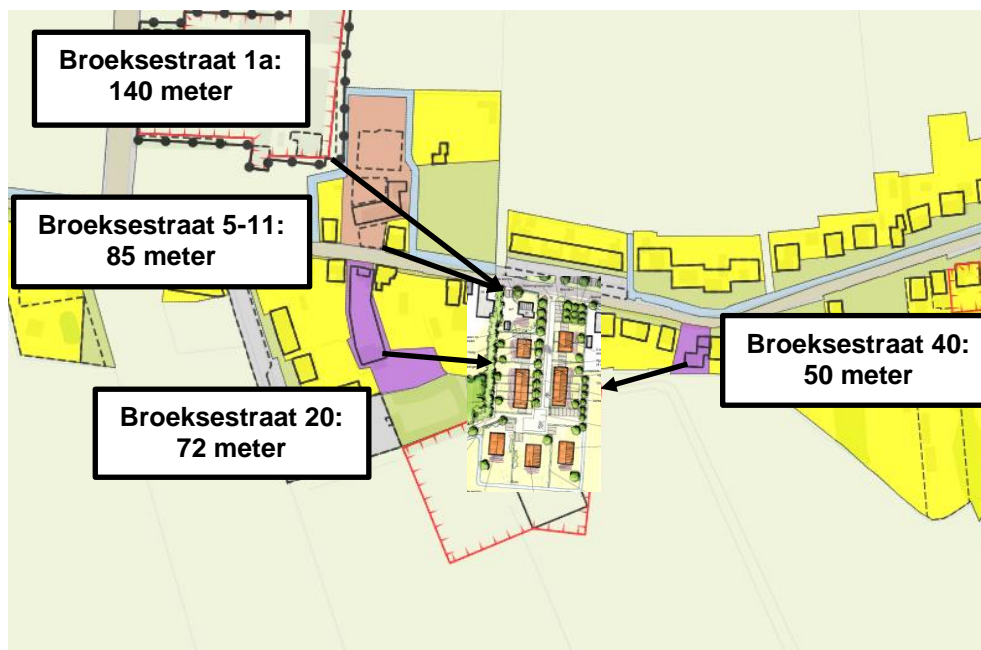 Broeksestraat 1a:
140 meter
Broeksestraat 5-11:
85 meter
Broeksestraat 20:
72 meter
Broeksestraat 40:
50 meter